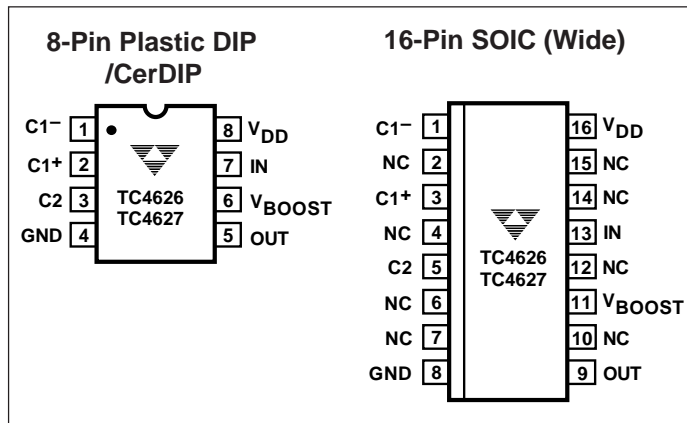 8-Pin Plastic DIP
/CerDIP
C1– 1 8 VDD
C1+ 2 7 IN
C2 3 6 VBOOST
GND 4 5 OUT
TC4626
TC4627
16-Pin SOIC (Wide)
C1– 1 16 VDD
NC 2 15 NC
C1+ 3 14 NC
NC 4 13 IN
C2 5 12 NC
NC 6 11 VBOOST
NC 7 10 NC
GND 8 9 OUT
TC4626
TC4627